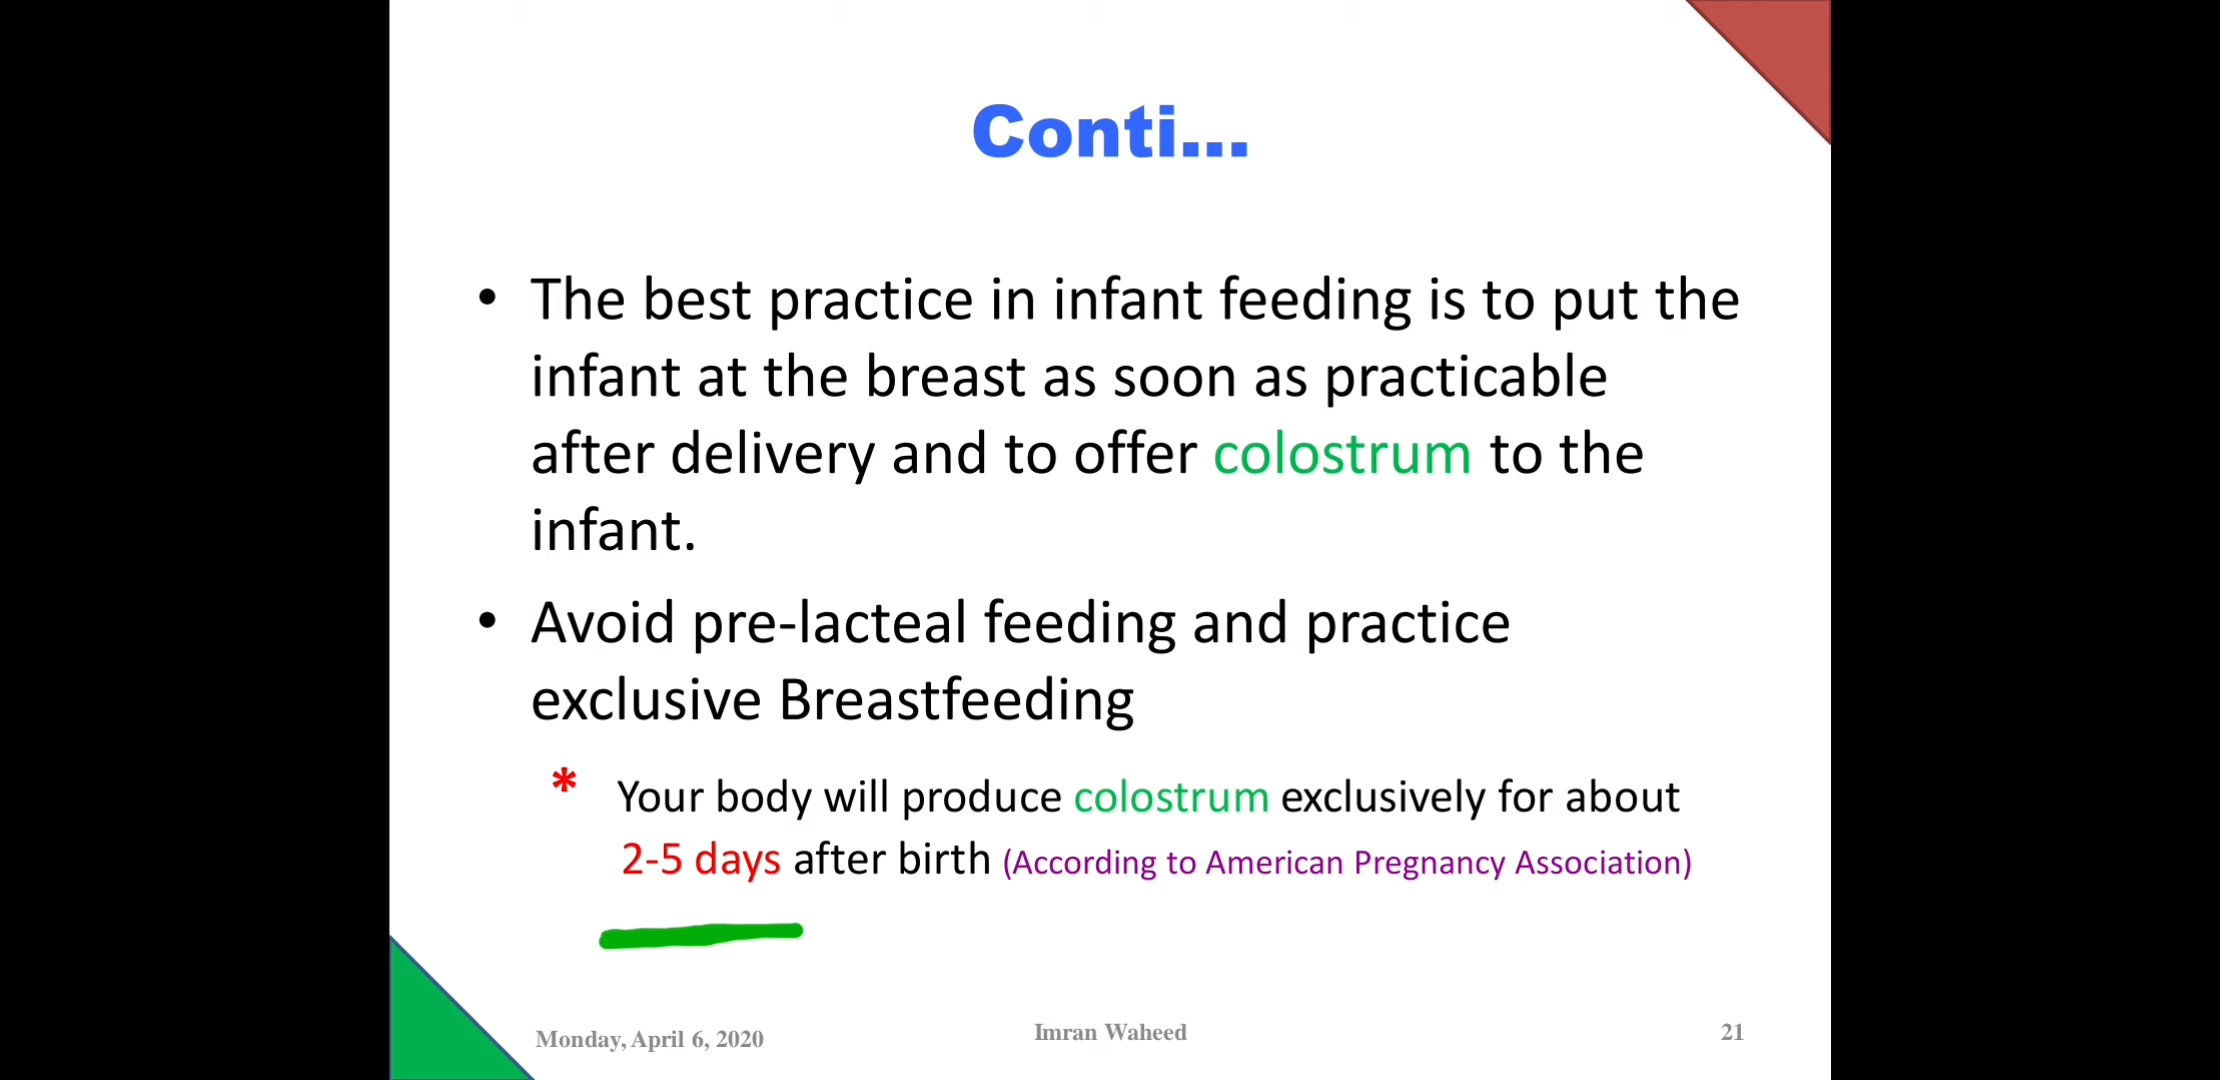 Conti...
• The best practice in infant feeding is to put the
infant at the breast as soon as practicable
after delivery and to offer colostrum to the
infant.
• Avoid pre-lacteal feeding and practice
exclusive Breastfeeding
* Your body will produce colostrum exclusively for about
2-5 days after birth (According to American Pregnancy Association)
Monday, April 6, 2020
Imran Waheed
21